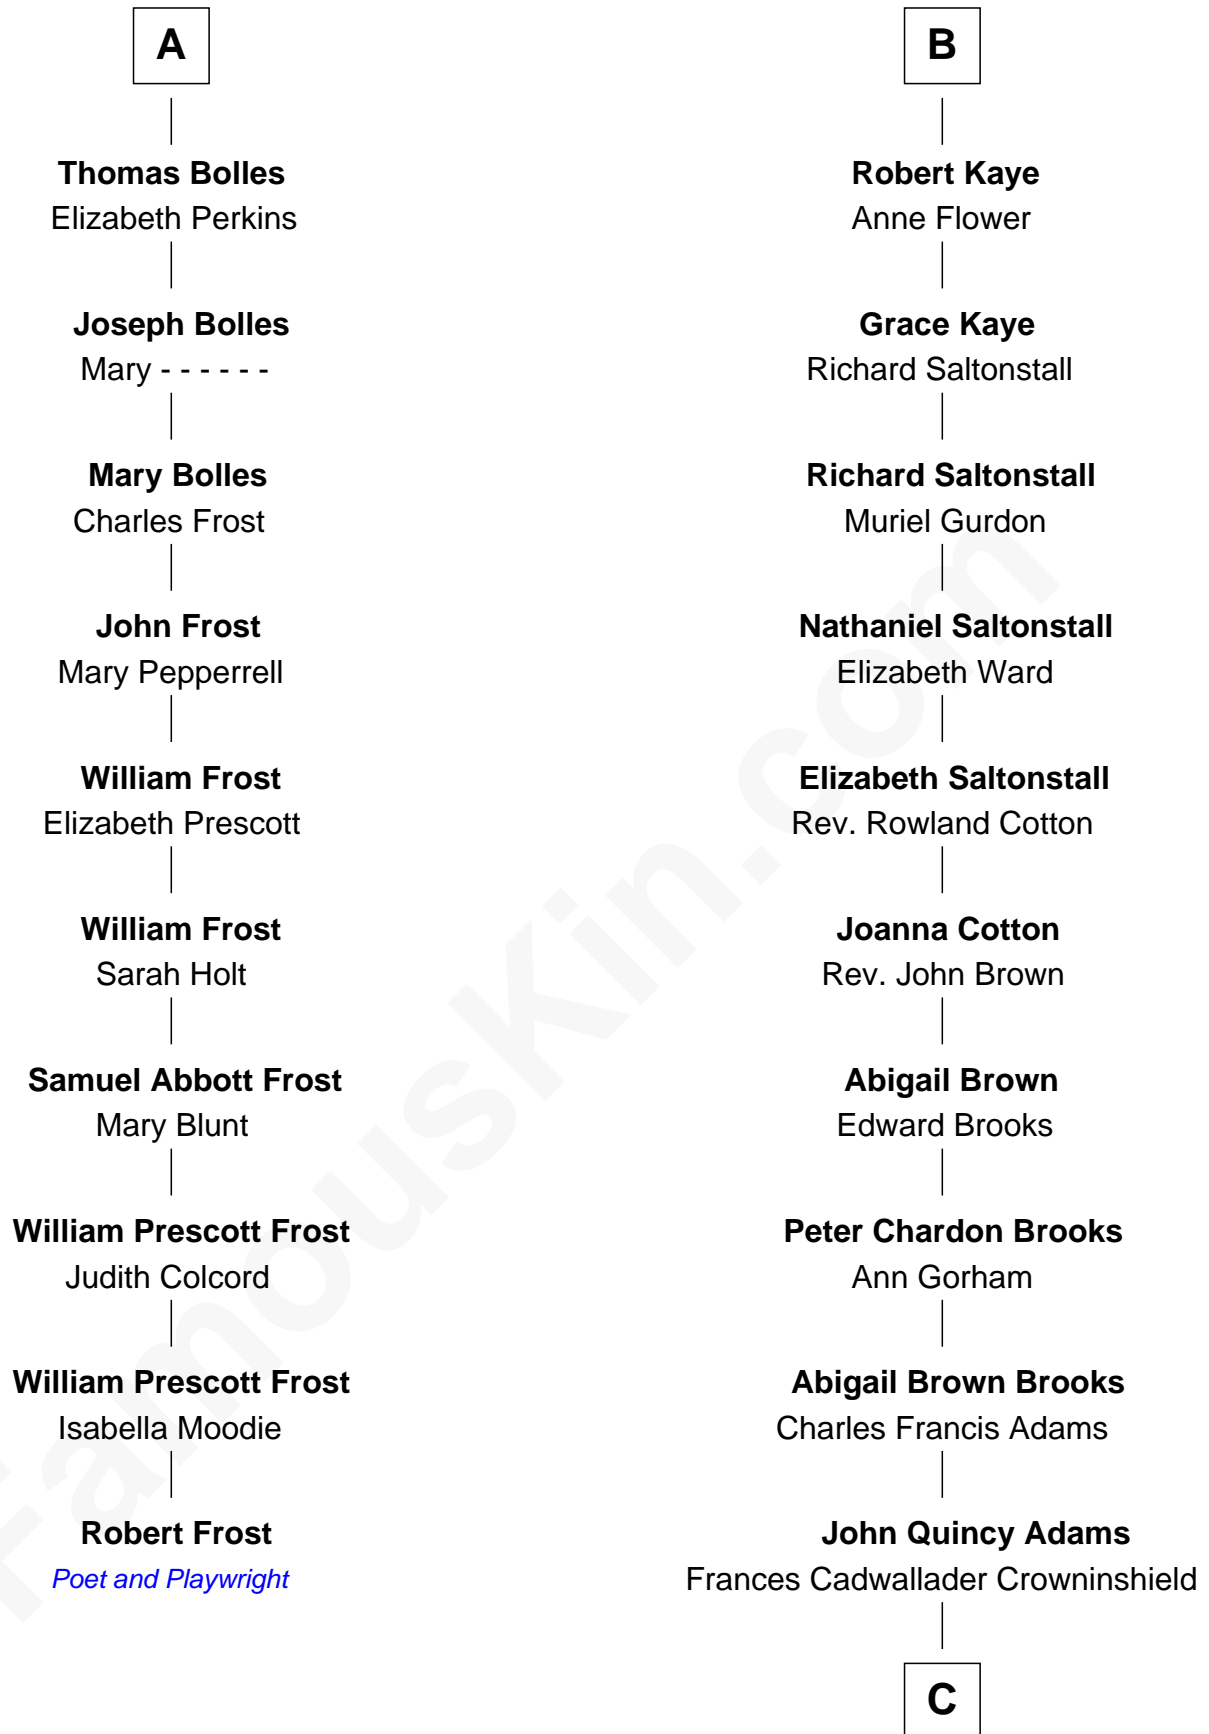 A
Thomas Bolles
Elizabeth Perkins
Joseph Bolles
Mary - - - - - -
Mary Bolles
Charles Frost
John Frost
Mary Pepperrell
William Frost
Elizabeth Prescott
William Frost
Sarah Holt
Samuel Abbott Frost
Mary Blunt
William Prescott Frost
Judith Colcord
William Prescott Frost
Isabella Moodie
Robert Frost
Poet and Playwright
B
Robert Kaye
Anne Flower
Grace Kaye
Richard Saltonstall
Richard Saltonstall
Muriel Gurdon
Nathaniel Saltonstall
Elizabeth Ward
Elizabeth Saltonstall
Rev. Rowland Cotton
Joanna Cotton
Rev. John Brown
Abigail Brown
Edward Brooks
Peter Chardon Brooks
Ann Gorham
Abigail Brown Brooks
Charles Francis Adams
John Quincy Adams
Frances Cadwallader Crowninshield
C
FamousKin.com